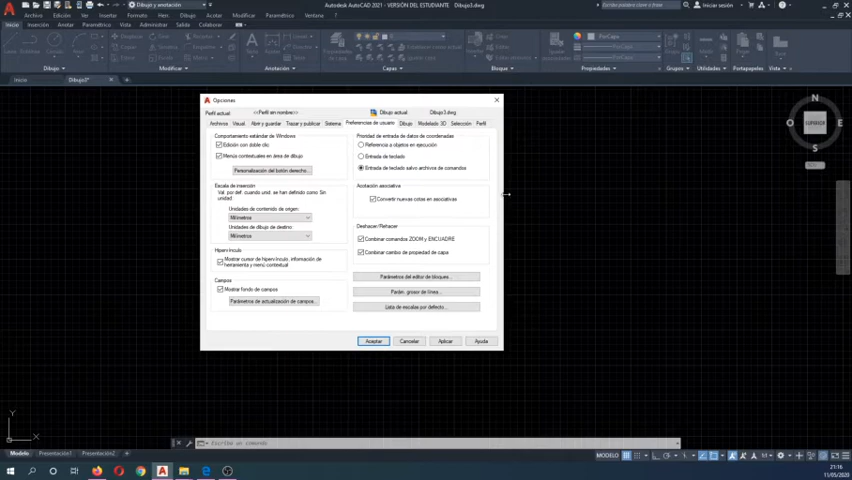 Dibujo y anotación
Autodesk AutoCAD 2021 - VERSIÓN DEL ESTUDIANTE Dibujo3.dwg
Iniciar sesión
Archivo Edición Ver Insertar Formato Herr. Dibujo Acotar Modificar Paramétrico Ventana ?
Inicio Inserción Anotar Paramétrico Vista Administrar Salida Colaborar
PorCapa
PorCapa
PorCapa
Dibujo Modificar Anotación Capas Bloque Propiedades Grupos Utilidades Portapapeles Vista
Inicio Dibujo3*
Opciones
Perfil actual: <<Perfil sin nombre>> Dibujo actual: Dibujo3.dwg
Archivos Visual. Abrir y guardar Trazar y publicar Sistema Preferencias de usuario Dibujo Modelado 3D Selección Perfil
Comportamiento estándar de Windows
Edición con doble clic
Menús contextuales en área de dibujo
Personalización del botón derecho...
Escala de inserción
Val. por def. cuando unid. se han definido como Sin
unidad:
Unidades de contenido de origen:
Milímetros
Unidades de dibujo de destino:
Milímetros
Hipervínculo
Mostrar cursor de hipervínculo, información de
herramienta y menú contextual
Campos
Mostrar fondo de campos
Parámetros de actualización de campos...
Prioridad de entrada de datos de coordenadas
Referencia a objetos en ejecución
Entrada de teclado
Entrada de teclado salvo archivos de comandos
Acotación asociativa
Convertir nuevas cotas en asociativas
Deshacer/Rehacer
Combinar comandos ZOOM y ENCUADRE
Combinar cambio de propiedad de capa
Parámetros del editor de bloques...
Parám. grosor de línea...
Lista de escalas por defecto...
Aceptar Cancelar Aplicar Ayuda
N
O SUPERIOR E
S
Y
X
Escriba un comando
Modelo Presentación1 Presentación2 +
MODELO
1:1
21:16
11/05/2020